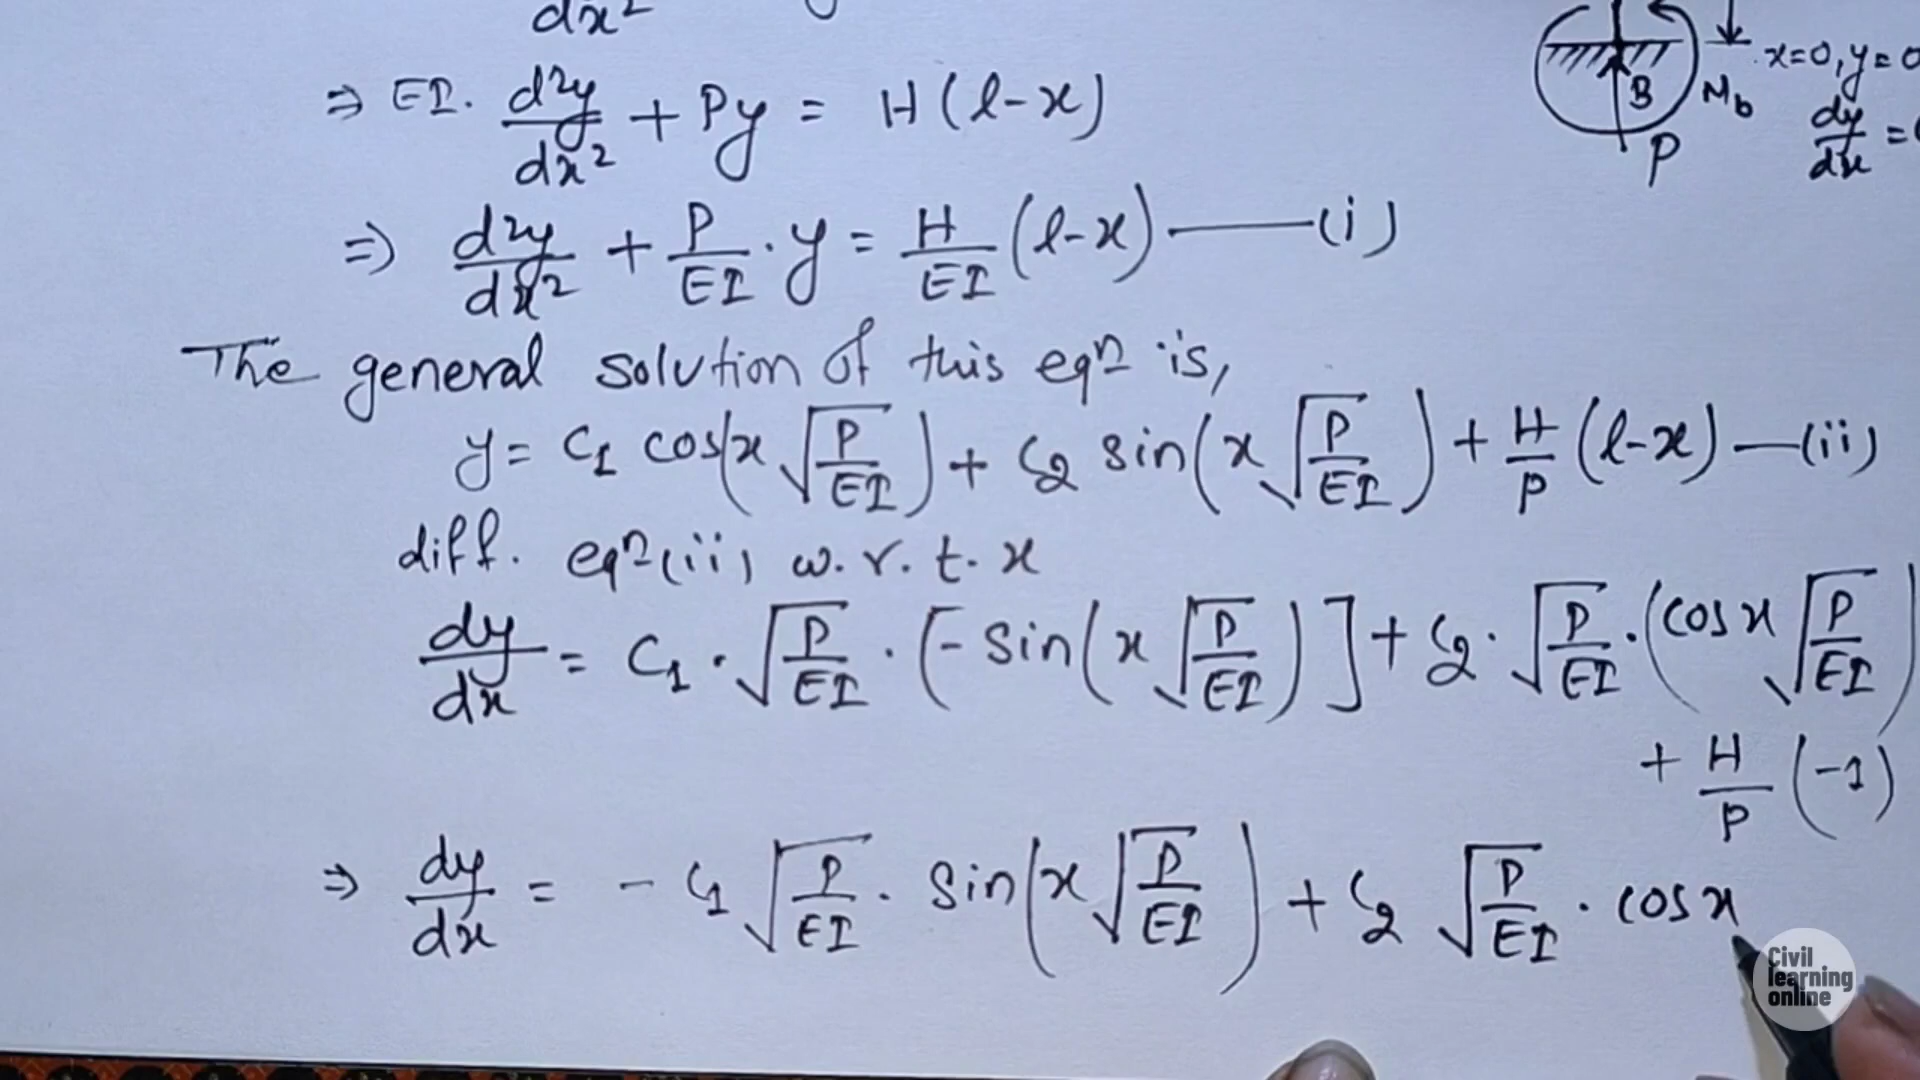 dx²
⇒ EI. d²y/dx² + Py = H(l-x)
⇒ d²y/dx² + P/EI · y = H/EI (l-x) —— (i)
The general solution of this eqn is,
y = C1 cos(x √(P/EI)) + C2 sin(x √(P/EI)) + H/P (l-x) — (ii)
diff. eqn (ii) w.r.t. x
dy/dx = C1 · √(P/EI) · [- sin(x √(P/EI))] + C2 · √(P/EI) · (cos x √(P/EI))
+ H/P (-1)
⇒ dy/dx = - C1 √(P/EI) · sin(x √(P/EI)) + C2 √(P/EI) · cos x
B
P
Mb
x=0, y=0
dy/dx =
Civil
learning
online